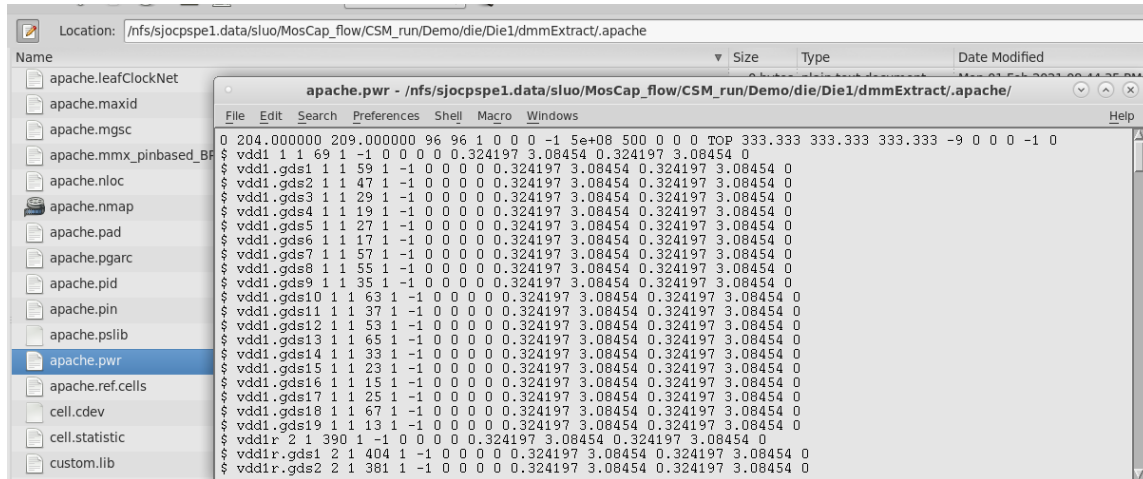 Location: /nfs/sjocpspe1.data/sluo/MosCap_flow/CSM_run/Demo/die/Die1/dmmExtract/.apache
Name Size Type Date Modified
apache.leafClockNet
apache.maxid
apache.mgsc
apache.mmx_pinbased_BP
apache.nloc
apache.nmap
apache.pad
apache.pgarc
apache.pid
apache.pin
apache.pslib
apache.pwr
apache.ref.cells
cell.cdev
cell.statistic
custom.lib
apache.pwr - /nfs/sjocpspe1.data/sluo/MosCap_flow/CSM_run/Demo/die/Die1/dmmExtract/.apache/
File Edit Search Preferences Shell Macro Windows Help
0 204.000000 209.000000 96 96 1 0 0 0 -1 5e+08 500 0 0 0 TOP 333.333 333.333 333.333 -9 0 0 0 -1 0
$ vdd1 1 1 69 1 -1 0 0 0 0 0.324197 3.08454 0.324197 3.08454 0
$ vdd1.gds1 1 1 59 1 -1 0 0 0 0 0.324197 3.08454 0.324197 3.08454 0
$ vdd1.gds2 1 1 47 1 -1 0 0 0 0 0.324197 3.08454 0.324197 3.08454 0
$ vdd1.gds3 1 1 29 1 -1 0 0 0 0 0.324197 3.08454 0.324197 3.08454 0
$ vdd1.gds4 1 1 19 1 -1 0 0 0 0 0.324197 3.08454 0.324197 3.08454 0
$ vdd1.gds5 1 1 27 1 -1 0 0 0 0 0.324197 3.08454 0.324197 3.08454 0
$ vdd1.gds6 1 1 17 1 -1 0 0 0 0 0.324197 3.08454 0.324197 3.08454 0
$ vdd1.gds7 1 1 57 1 -1 0 0 0 0 0.324197 3.08454 0.324197 3.08454 0
$ vdd1.gds8 1 1 55 1 -1 0 0 0 0 0.324197 3.08454 0.324197 3.08454 0
$ vdd1.gds9 1 1 35 1 -1 0 0 0 0 0.324197 3.08454 0.324197 3.08454 0
$ vdd1.gds10 1 1 63 1 -1 0 0 0 0 0.324197 3.08454 0.324197 3.08454 0
$ vdd1.gds11 1 1 37 1 -1 0 0 0 0 0.324197 3.08454 0.324197 3.08454 0
$ vdd1.gds12 1 1 53 1 -1 0 0 0 0 0.324197 3.08454 0.324197 3.08454 0
$ vdd1.gds13 1 1 65 1 -1 0 0 0 0 0.324197 3.08454 0.324197 3.08454 0
$ vdd1.gds14 1 1 33 1 -1 0 0 0 0 0.324197 3.08454 0.324197 3.08454 0
$ vdd1.gds15 1 1 23 1 -1 0 0 0 0 0.324197 3.08454 0.324197 3.08454 0
$ vdd1.gds16 1 1 15 1 -1 0 0 0 0 0.324197 3.08454 0.324197 3.08454 0
$ vdd1.gds17 1 1 25 1 -1 0 0 0 0 0.324197 3.08454 0.324197 3.08454 0
$ vdd1.gds18 1 1 67 1 -1 0 0 0 0 0.324197 3.08454 0.324197 3.08454 0
$ vdd1.gds19 1 1 13 1 -1 0 0 0 0 0.324197 3.08454 0.324197 3.08454 0
$ vdd1r 2 1 390 1 -1 0 0 0 0 0.324197 3.08454 0.324197 3.08454 0
$ vdd1r.gds1 2 1 404 1 -1 0 0 0 0 0.324197 3.08454 0.324197 3.08454 0
$ vdd1r.gds2 2 1 381 1 -1 0 0 0 0 0.324197 3.08454 0.324197 3.08454 0